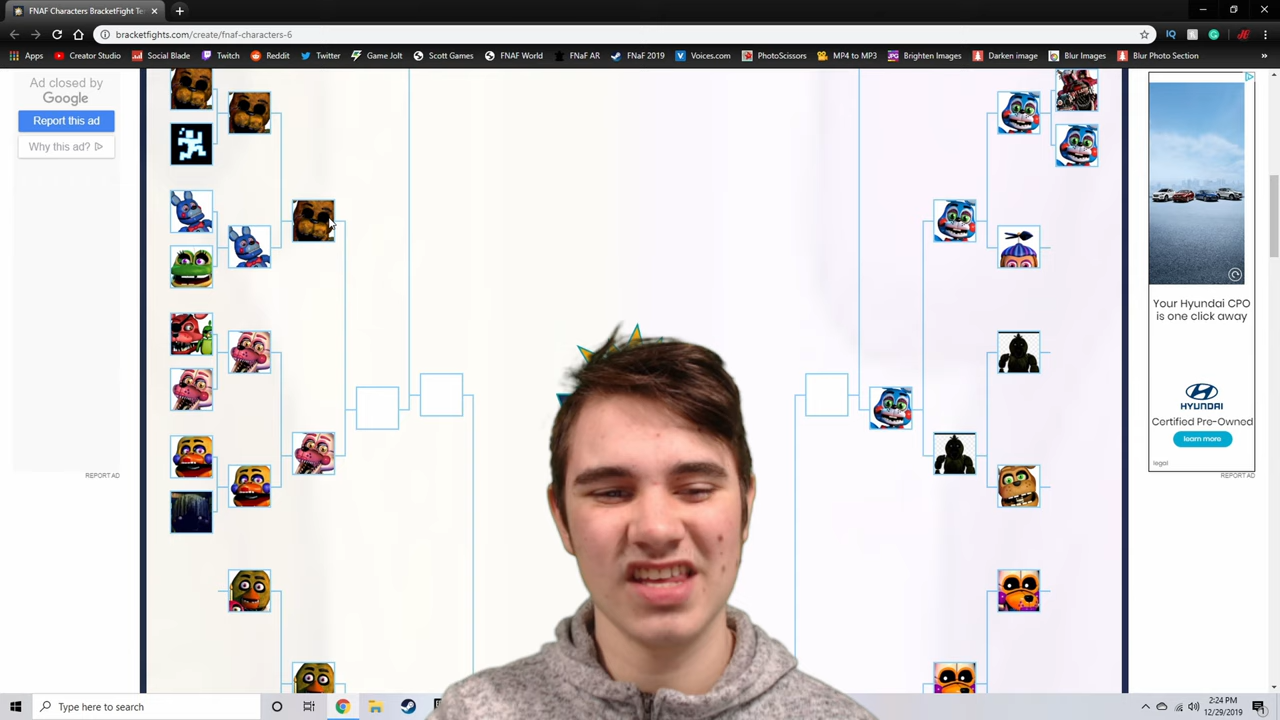 FNAF Characters BracketFight Te
bracketfights.com/create/fnaf-characters-6
Apps
Creator Studio
Social Blade
Twitch
Reddit
Twitter
Game Jolt
Scott Games
FNAF World
FNaF AR
FNaF 2019
Voices.com
PhotoScissors
MP4 to MP3
Brighten Images
Darken image
Blur Images
Blur Photo Section
»
Ad closed by
Google
Report this ad
Why this ad?
REPORT AD
Your Hyundai CPO
is one click away
HYUNDAI
Certified Pre-Owned
learn more
legal
REPORT AD
Type here to search
2:24 PM
12/29/2019